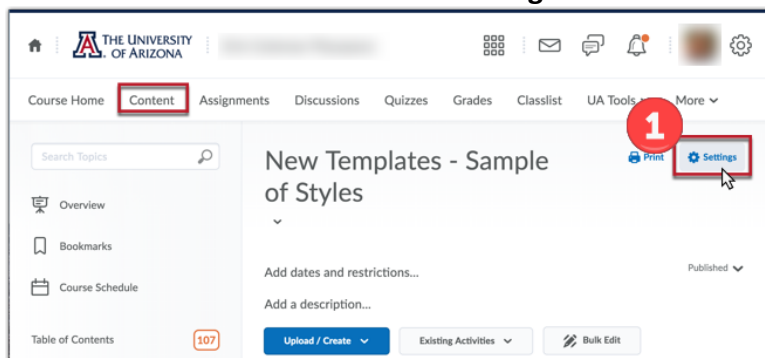 THE UNIVERSITY
OF ARIZONA
Course Home Content Assignments Discussions Quizzes Grades Classlist UA Tools More
1
Search Topics
New Templates - Sample
of Styles
Print
Settings
Overview
Bookmarks
Course Schedule
Add dates and restrictions...
Published
Add a description...
Table of Contents 107
Upload / Create
Existing Activities
Bulk Edit